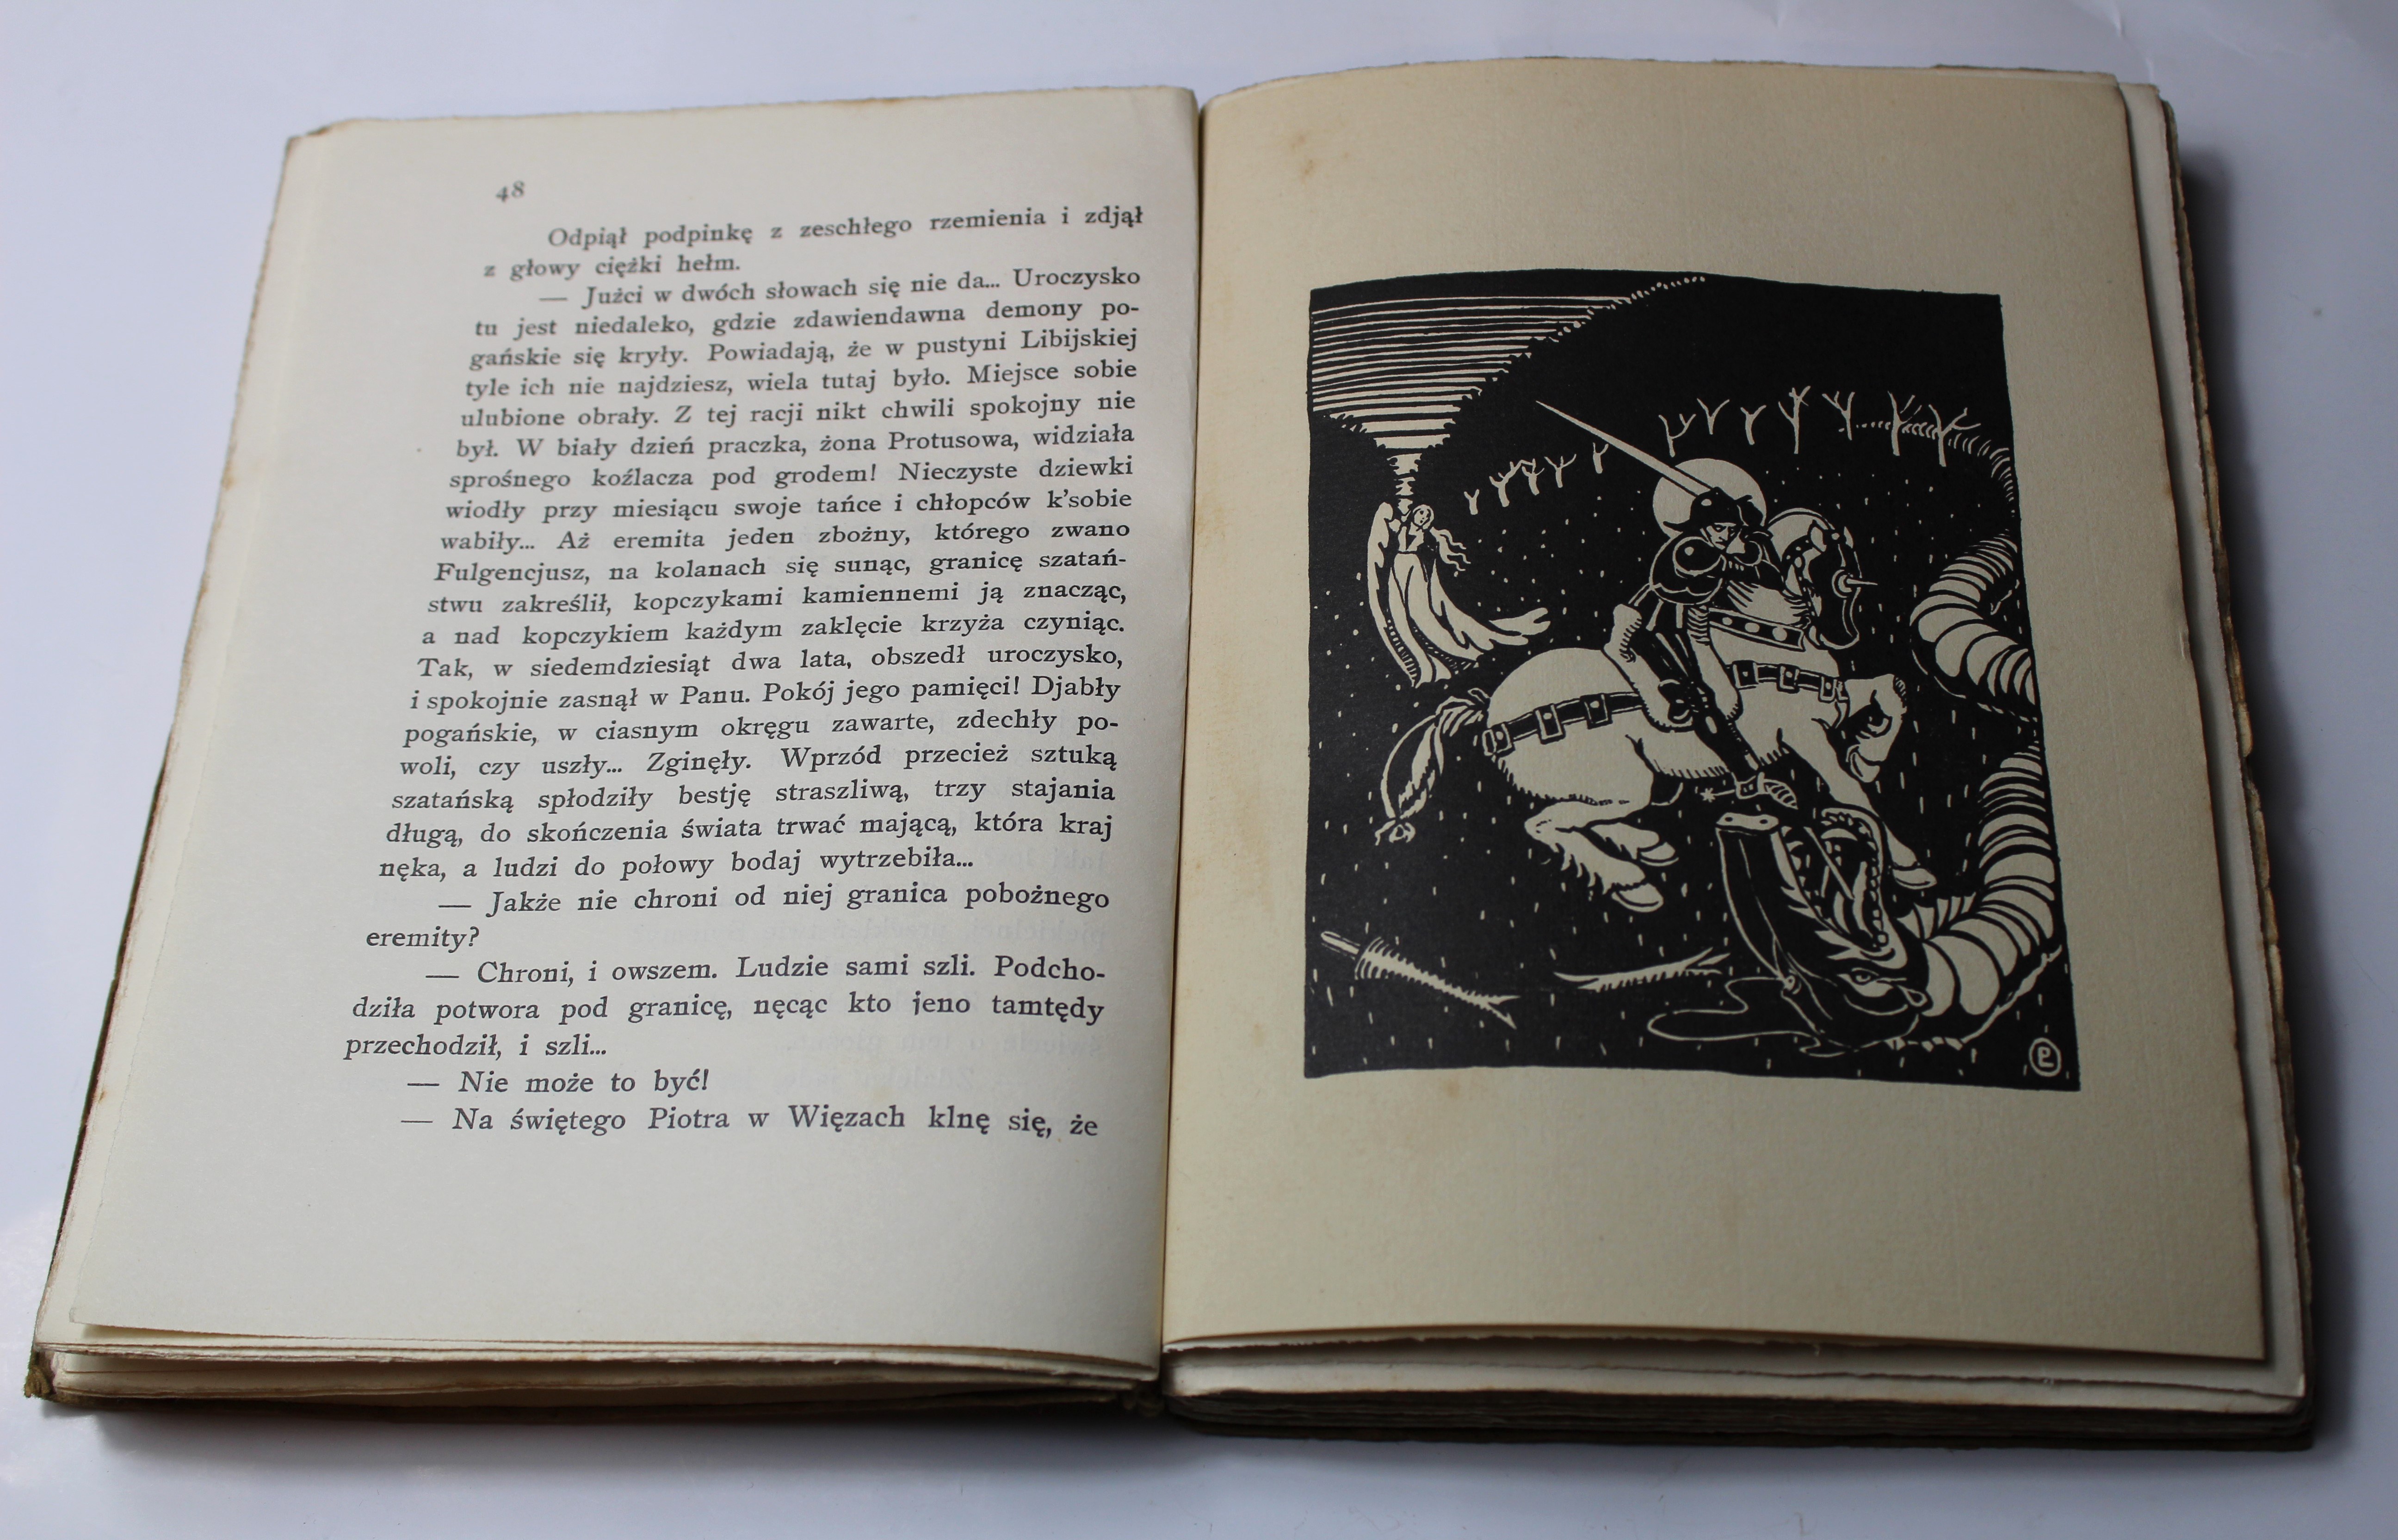 48
Odpiął podpinkę z zeschłego rzemienia i zdjął
z głowy ciężki hełm.
— Jużci w dwóch słowach się nie da... Uroczysko
tu jest niedaleko, gdzie zdawiendawna demony po-
gańskie się kryły. Powiadają, że w pustyni Libijskiej
tyle ich nie najdziesz, wiela tutaj było. Miejsce sobie
ulubione obrały. Z tej racji nikt chwili spokojny nie
był. W biały dzień praczka, żona Protusowa, widziała
sprośnego koźlacza pod grodem! Nieczyste dziewki
wiodły przy miesiącu swoje tańce i chłopców k'sobie
wabiły... Aż eremita jeden zbożny, którego zwano
Fulgencjusz, na kolanach się sunąc, granicę szatań-
stwu zakreślił, kopczykami kamiennemi ją znacząc,
a nad kopczykiem każdym zaklęcie krzyża czyniąc.
Tak, w siedemdziesiąt dwa lata, obszedł uroczysko,
i spokojnie zasnął w Panu. Pokój jego pamięci! Djabły
pogańskie, w ciasnym okręgu zawarte, zdechły po-
woli, czy uszły... Zginęły. Wprzód przecież sztuką
szatańską spłodziły bestję straszliwą, trzy stajania
długą, do skończenia świata trwać mającą, która kraj
nęka, a ludzi do połowy bodaj wytrzebiła...
— Jakże nie chroni od niej granica pobożnego
eremity?
— Chroni, i owszem. Ludzie sami szli. Podcho-
dziła potwora pod granicę, nęcąc kto jeno tamtędy
przechodził, i szli...
— Nie może to być!
— Na świętego Piotra w Więzach klnę się, że